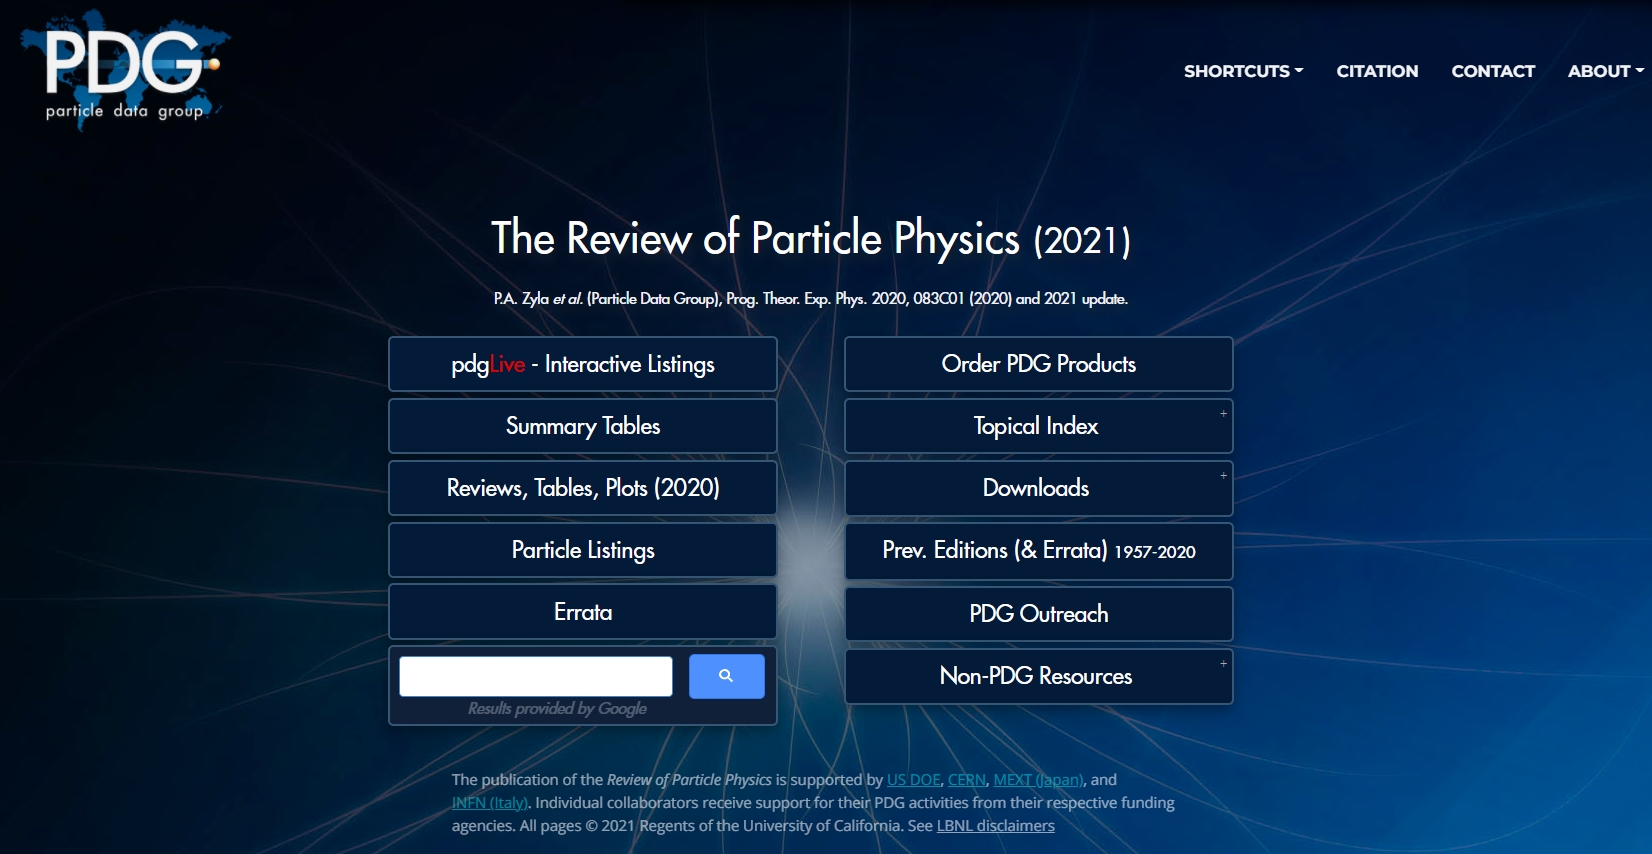 PDG
particle data group
SHORTCUTS
CITATION
CONTACT
ABOUT
The Review of Particle Physics (2021)
P.A. Zyla et al. (Particle Data Group), Prog. Theor. Exp. Phys. 2020, 083C01 (2020) and 2021 update.
pdgLive - Interactive Listings
Summary Tables
Reviews, Tables, Plots (2020)
Particle Listings
Errata
Results provided by Google
Order PDG Products
Topical Index +
Downloads +
Prev. Editions (& Errata) 1957-2020
PDG Outreach
Non-PDG Resources +
The publication of the Review of Particle Physics is supported by US DOE, CERN, MEXT (Japan), and
INFN (Italy). Individual collaborators receive support for their PDG activities from their respective funding
agencies. All pages © 2021 Regents of the University of California. See LBNL disclaimers